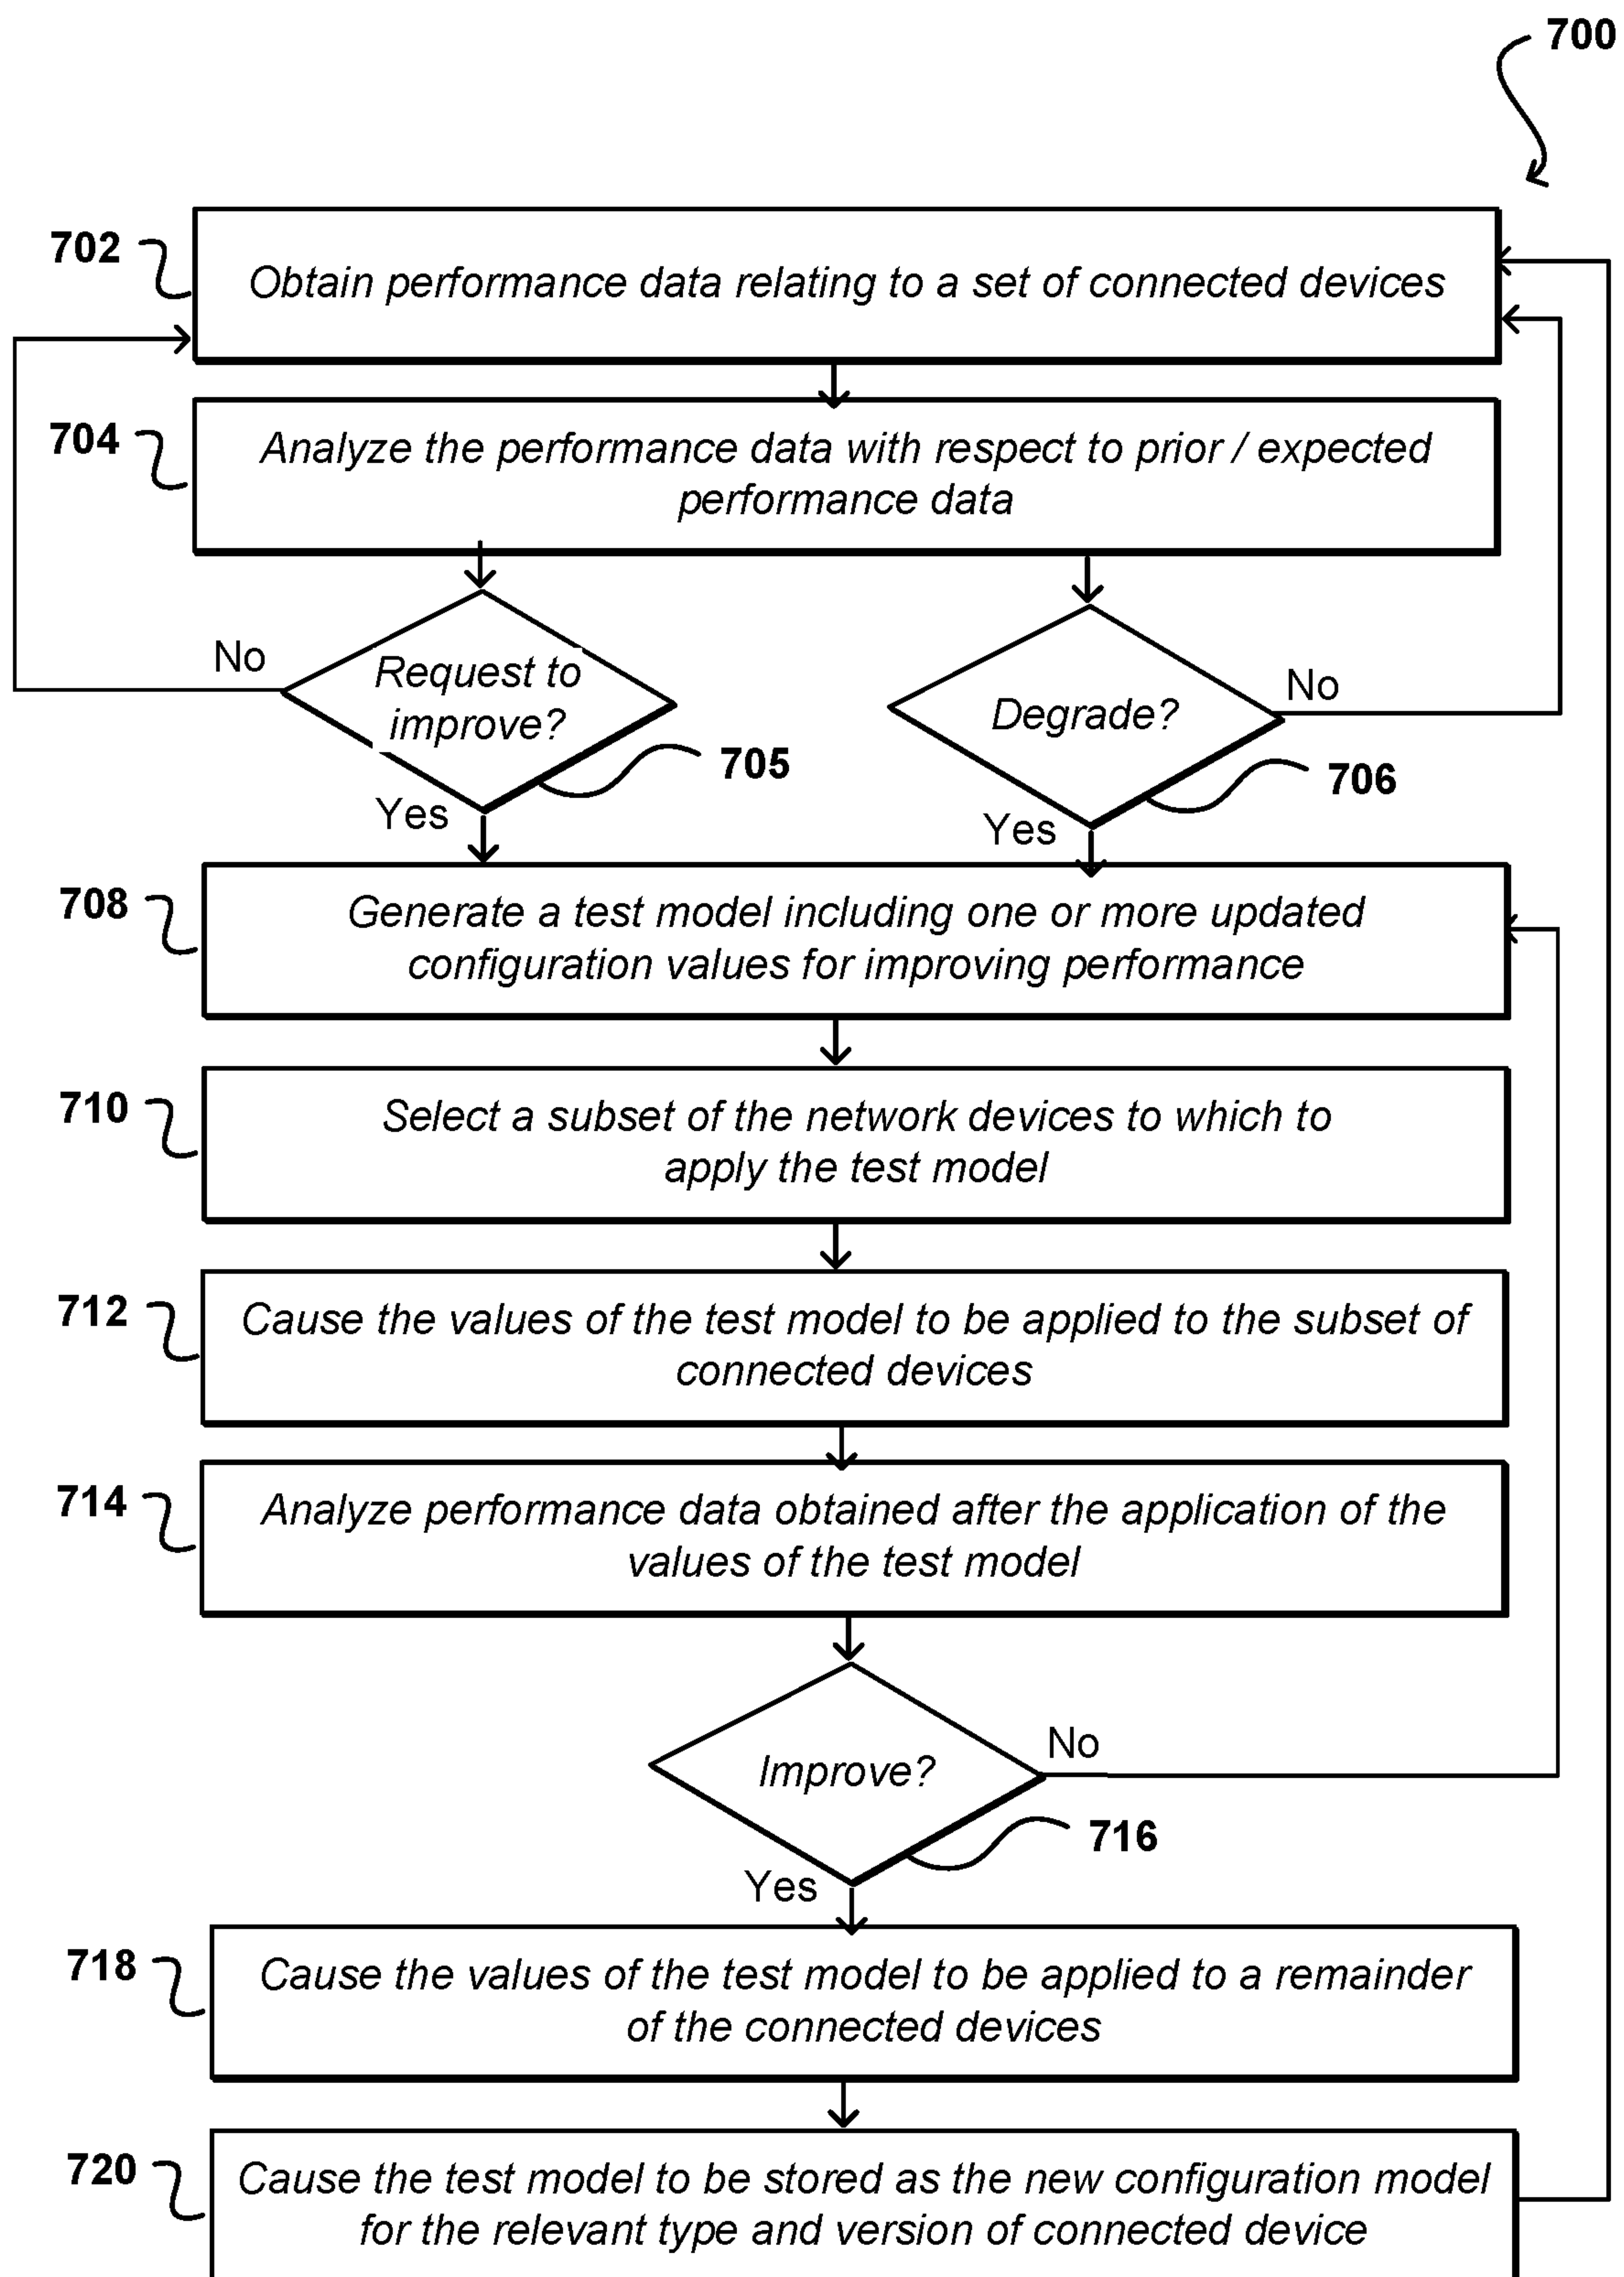 700
702
Obtain performance data relating to a set of connected devices
704
Analyze the performance data with respect to prior / expected
performance data
No
Request to
improve?
705
Yes
Degrade?
No
706
Yes
708
Generate a test model including one or more updated
configuration values for improving performance
710
Select a subset of the network devices to which to
apply the test model
712
Cause the values of the test model to be applied to the subset of
connected devices
714
Analyze performance data obtained after the application of the
values of the test model
Improve?
No
716
Yes
718
Cause the values of the test model to be applied to a remainder
of the connected devices
720
Cause the test model to be stored as the new configuration model
for the relevant type and version of connected device